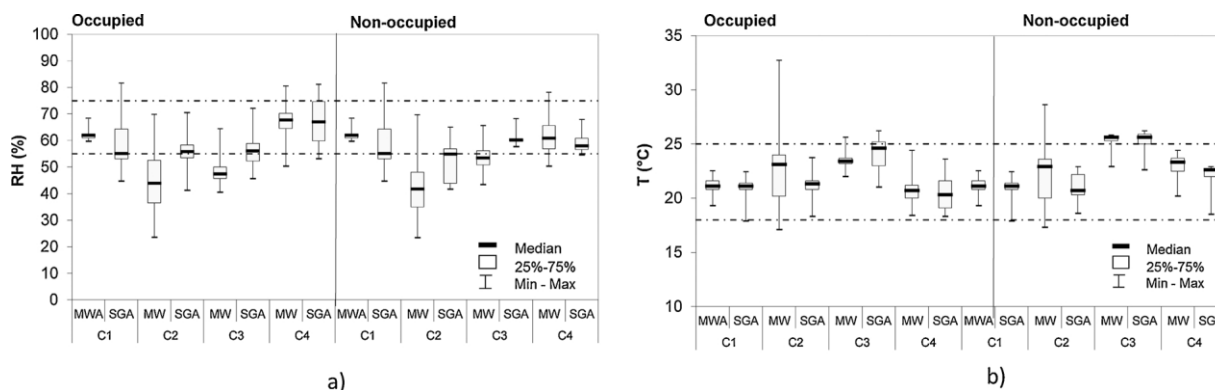 Occupied Non-occupied
100
90
80
70
60
50
40
30
20
10
0
RH (%)
Median
25%-75%
Min - Max
MWA SGA MW SGA MW SGA MW SGA MWA SGA MW SGA MW SGA MW SGA
C1 C2 C3 C4 C1 C2 C3 C4
a)
Occupied Non-occupied
35
30
25
20
15
10
T (°C)
Median
25%-75%
Min - Max
MWA SGA MW SGA MW SGA MW SGA MWA SGA MW SGA MW SGA MW SG
C1 C2 C3 C4 C1 C2 C3 C4
b)